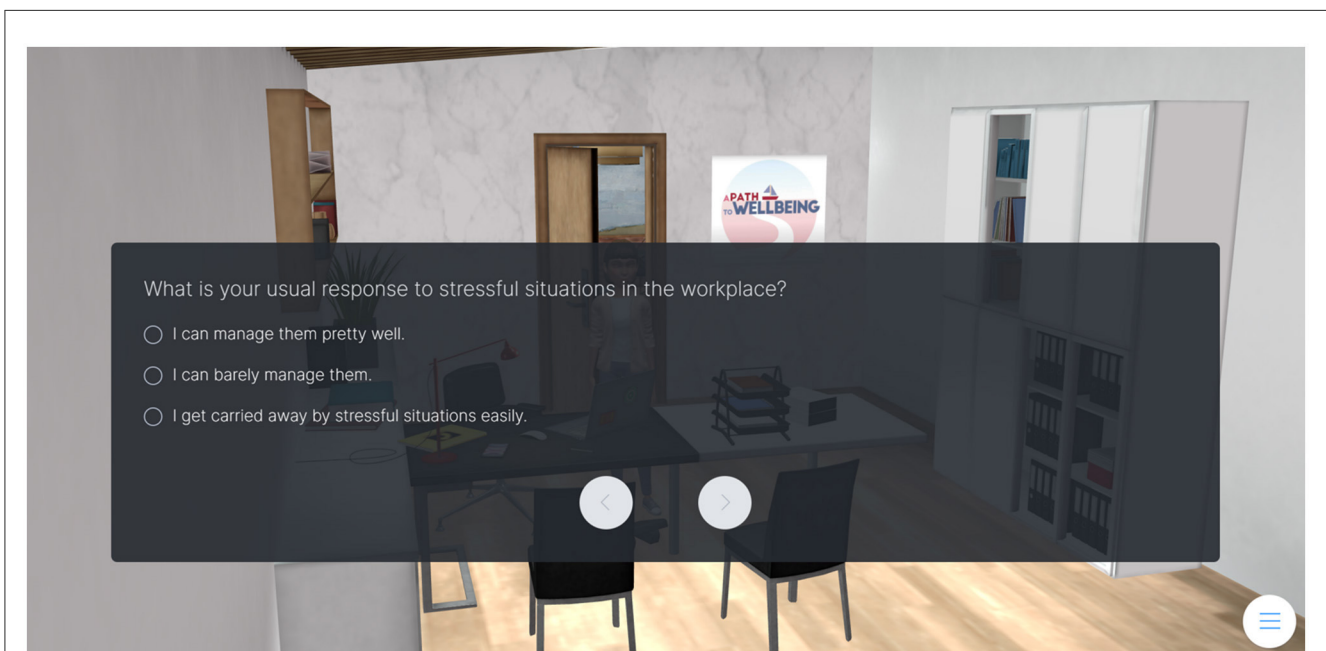 A PATH
TO WELLBEING
What is your usual response to stressful situations in the workplace?
I can manage them pretty well.
I can barely manage them.
I get carried away by stressful situations easily.